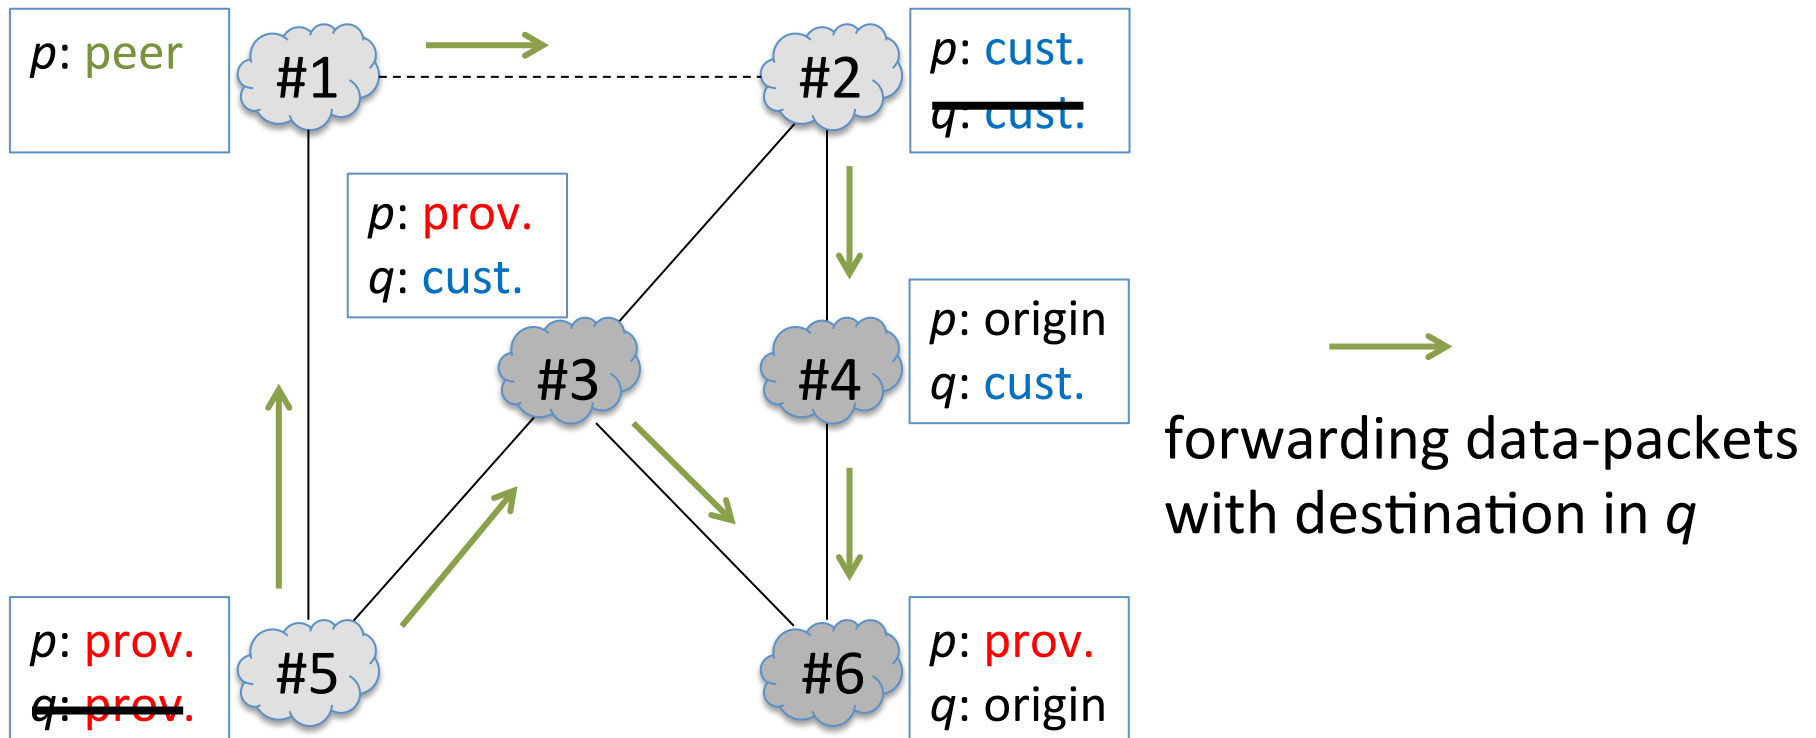 p: peer
#1
#2
p: cust.
q: cust.
p: prov.
q: cust.
#3
#4
p: origin
q: cust.
forwarding data-packets
with destination in q
p: prov.
q: prov.
#5
#6
p: prov.
q: origin